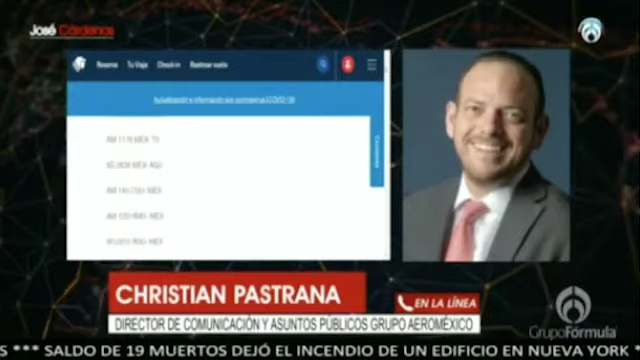 José Cárdenas
Reserva Tu Viaje Check-in Rastrear vuelo
Actualización e información por coronavirus (COVID-19)
CHRISTIAN PASTRANA
EN LA LÍNEA
DIRECTOR DE COMUNICACIÓN Y ASUNTOS PÚBLICOS GRUPO AEROMÉXICO
GrupoFórmula
S *** SALDO DE 19 MUERTOS DEJÓ EL INCENDIO DE UN EDIFICIO EN NUEVA YORK